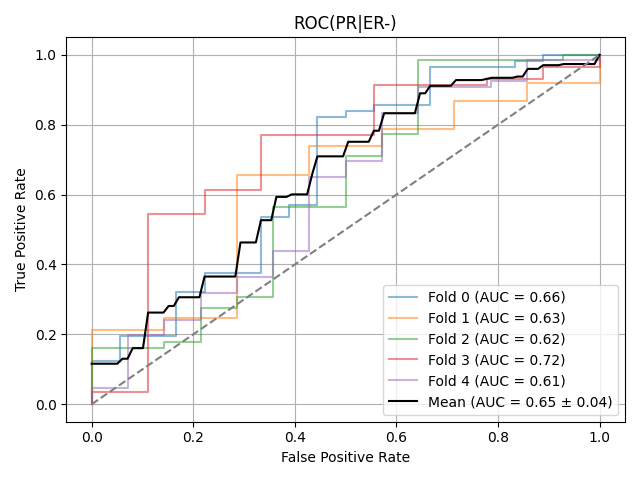 ROC(PR|ER-)
True Positive Rate
1.0
0.8
0.6
0.4
0.2
0.0
Fold 0 (AUC = 0.66)
Fold 1 (AUC = 0.63)
Fold 2 (AUC = 0.62)
Fold 3 (AUC = 0.72)
Fold 4 (AUC = 0.61)
Mean (AUC = 0.65 ± 0.04)
0.0 0.2 0.4 0.6 0.8 1.0
False Positive Rate